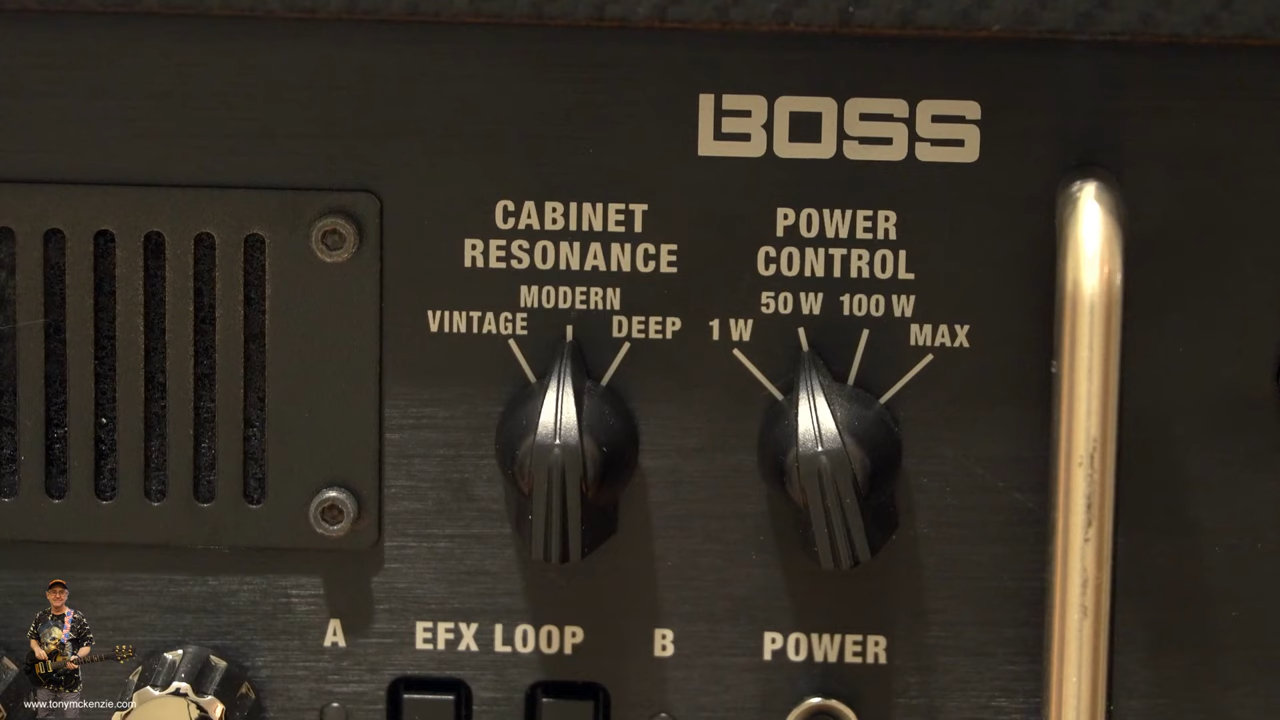 BOSS
CABINET
RESONANCE
VINTAGE
MODERN
DEEP
POWER
CONTROL
1 W
50 W
100 W
MAX
A
EFX LOOP
B
POWER
www.tonymckenzie.com